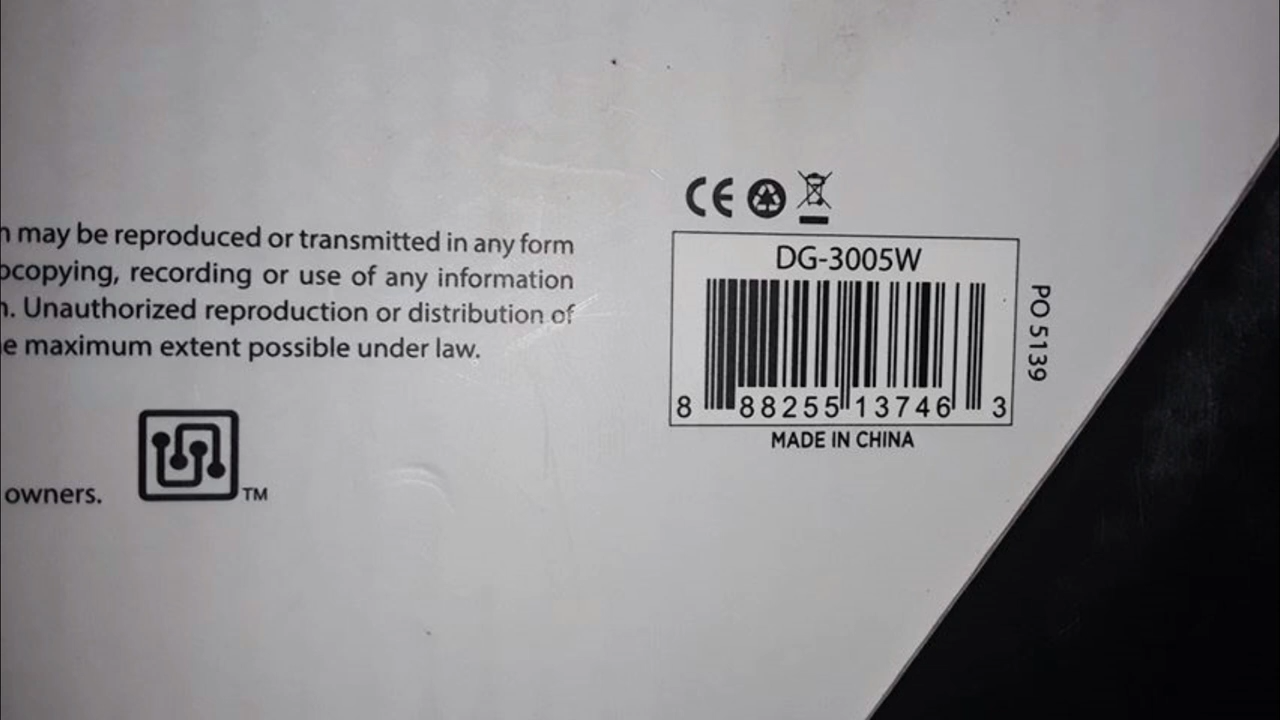 may be reproduced or transmitted in any form
copying, recording or use of any information
. Unauthorized reproduction or distribution of
maximum extent possible under law.
owners.
TM
CE
DG-3005W
8 88255 13746 3
MADE IN CHINA
PO 5139